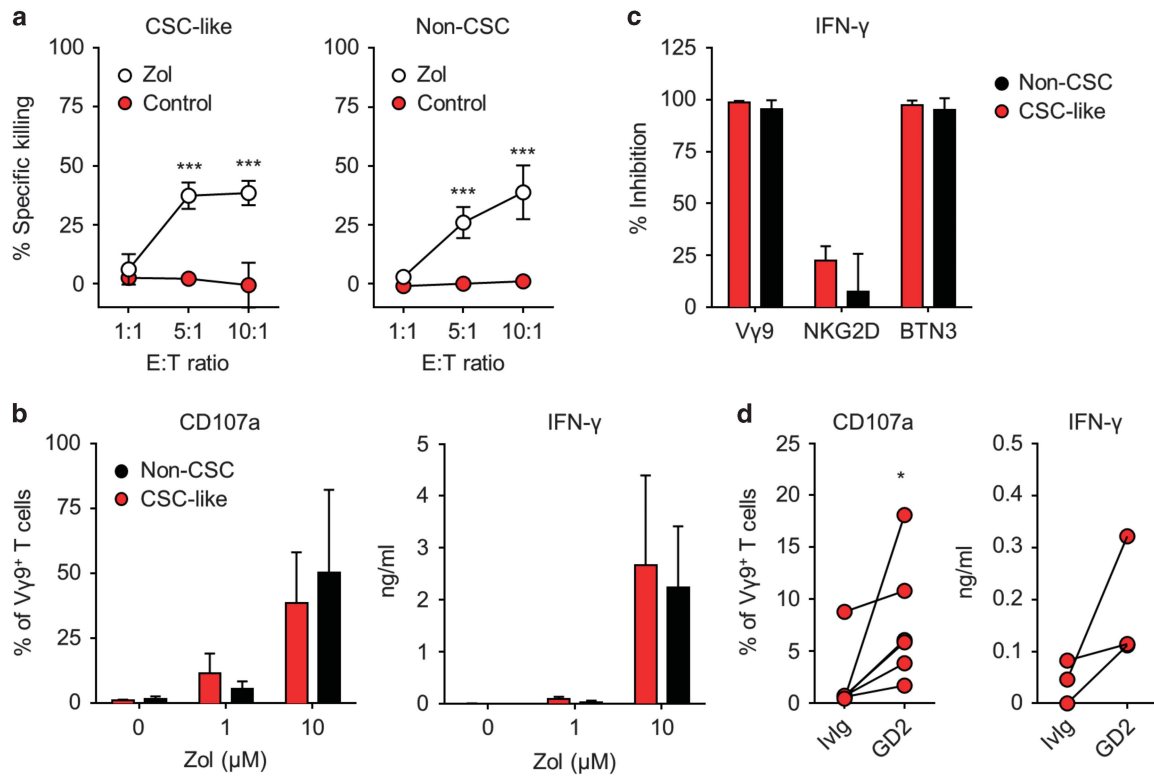 a
CSC-like
Non-CSC
% Specific killing
100
75
50
25
0
Zol
Control
***
***
1:1
5:1
10:1
E:T ratio
100
75
50
25
0
Zol
Control
***
***
1:1
5:1
10:1
E:T ratio
c
IFN-γ
% Inhibition
125
100
75
50
25
0
Vγ9
NKG2D
BTN3
Non-CSC
CSC-like
b
CD107a
% of Vγ9⁺ T cells
100
75
50
25
0
Non-CSC
CSC-like
0
1
10
Zol (µM)
IFN-γ
ng/ml
5
4
3
2
1
0
0
1
10
Zol (µM)
d
CD107a
% of Vγ9⁺ T cells
25
20
15
10
5
0
*
IvIg
GD2
IFN-γ
ng/ml
0.5
0.4
0.3
0.2
0.1
0
IvIg
GD2